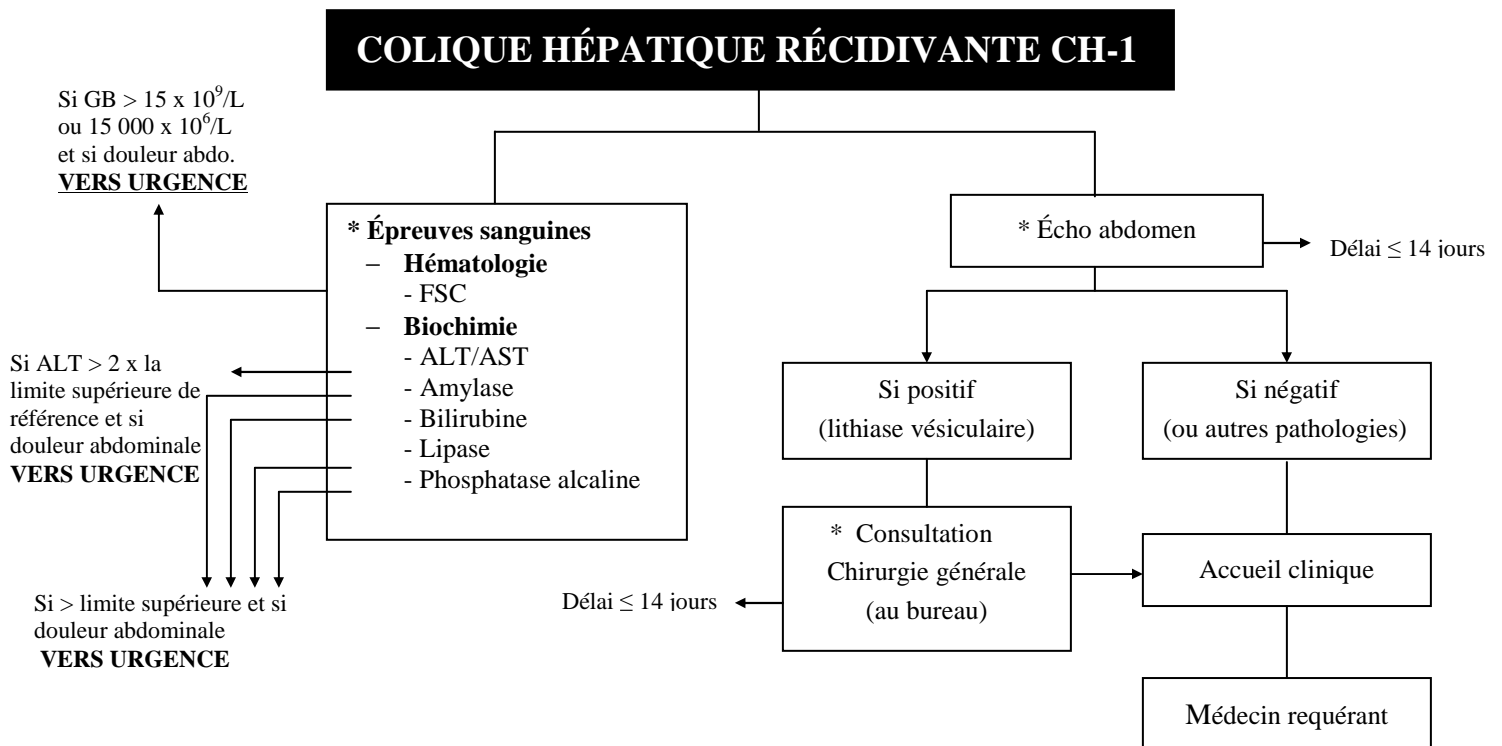 COLIQUE HÉPATIQUE RÉCIDIVANTE CH-1
Si GB > 15 x 10⁹/L
ou 15 000 x 10⁶/L
et si douleur abdo.
VERS URGENCE
* Épreuves sanguines
– Hématologie
- FSC
– Biochimie
- ALT/AST
- Amylase
- Bilirubine
- Lipase
- Phosphatase alcaline
Si ALT > 2 x la
limite supérieure de
référence et si
douleur abdominale
VERS URGENCE
Si > limite supérieure et si
douleur abdominale
VERS URGENCE
* Écho abdomen
Délai ≤ 14 jours
Si positif
(lithiase vésiculaire)
Si négatif
(ou autres pathologies)
* Consultation
Chirurgie générale
(au bureau)
Délai ≤ 14 jours
Accueil clinique
Médecin requérant